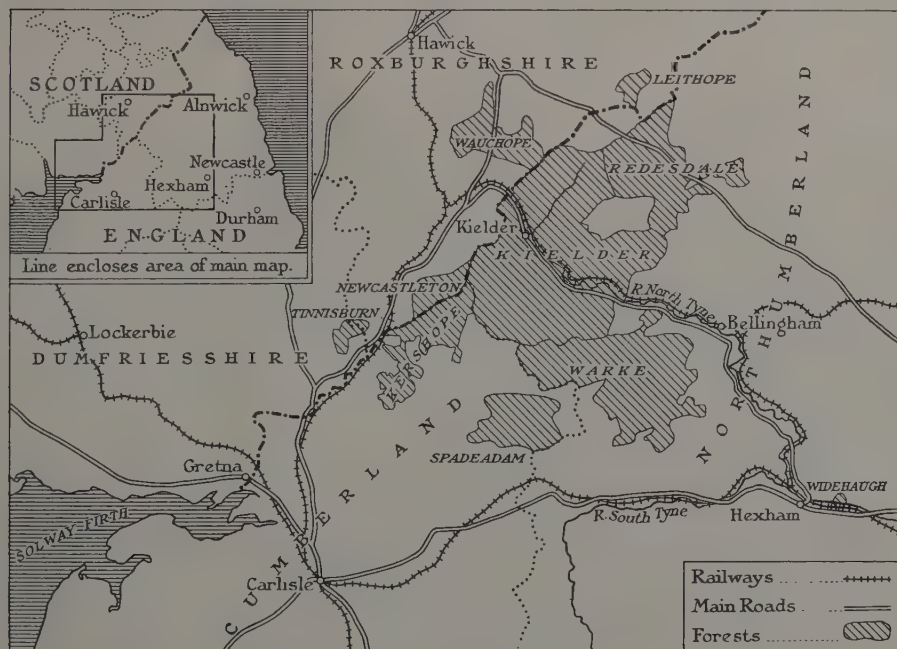 SCOTLAND
Hawick
Alnwick
Newcastle
Hexham
Carlisle
Durham
ENGLAND
Line encloses area of main map.
Hawick
ROXBURGHSHIRE
LEITHOPE
WAUCHOPE
REDESDALE
Kielder
KIELDER
NEWCASTLETON
R. North Tyne
TINNISBURN
Bellingham
Lockerbie
DUMFRIESSHIRE
KERSHOPE
WARKE
NORTHUMBERLAND
SPADEADAM
Gretna
WIDEHAUGH
SOLWAY FIRTH
R. South Tyne
Hexham
CUMBERLAND
Carlisle
Railways
Main Roads
Forests